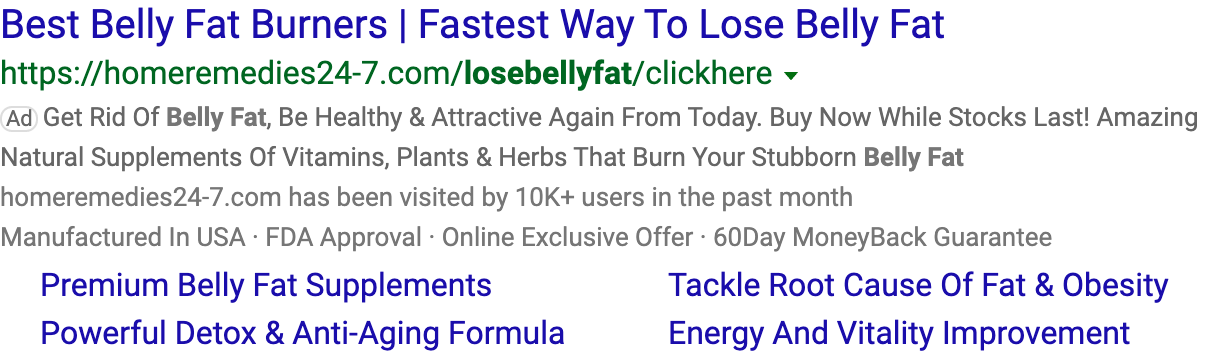 Best Belly Fat Burners | Fastest Way To Lose Belly Fat
https://homeremedies24-7.com/losebellyfat/clickhere
Ad Get Rid Of Belly Fat, Be Healthy & Attractive Again From Today. Buy Now While Stocks Last! Amazing
Natural Supplements Of Vitamins, Plants & Herbs That Burn Your Stubborn Belly Fat
homeremedies24-7.com has been visited by 10K+ users in the past month
Manufactured In USA · FDA Approval · Online Exclusive Offer · 60Day MoneyBack Guarantee
Premium Belly Fat Supplements Tackle Root Cause Of Fat & Obesity
Powerful Detox & Anti-Aging Formula Energy And Vitality Improvement